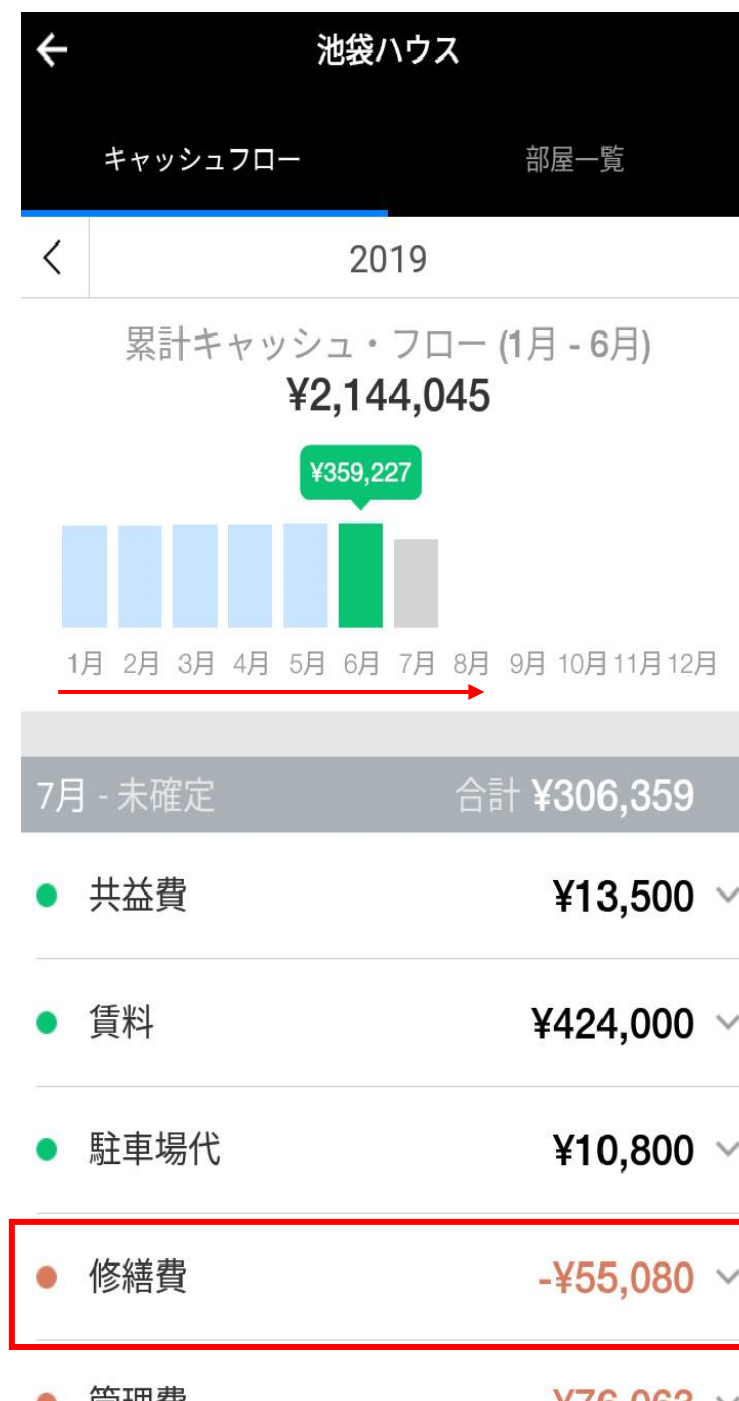 池袋ハウス
キャッシュフロー 部屋一覧
2019
累計キャッシュ・フロー (1月 - 6月)
¥2,144,045
¥359,227
1月 2月 3月 4月 5月 6月 7月 8月 9月 10月 11月 12月
7月 - 未確定 合計 ¥306,359
共益費 ¥13,500
賃料 ¥424,000
駐車場代 ¥10,800
修繕費 -¥55,080
管理費